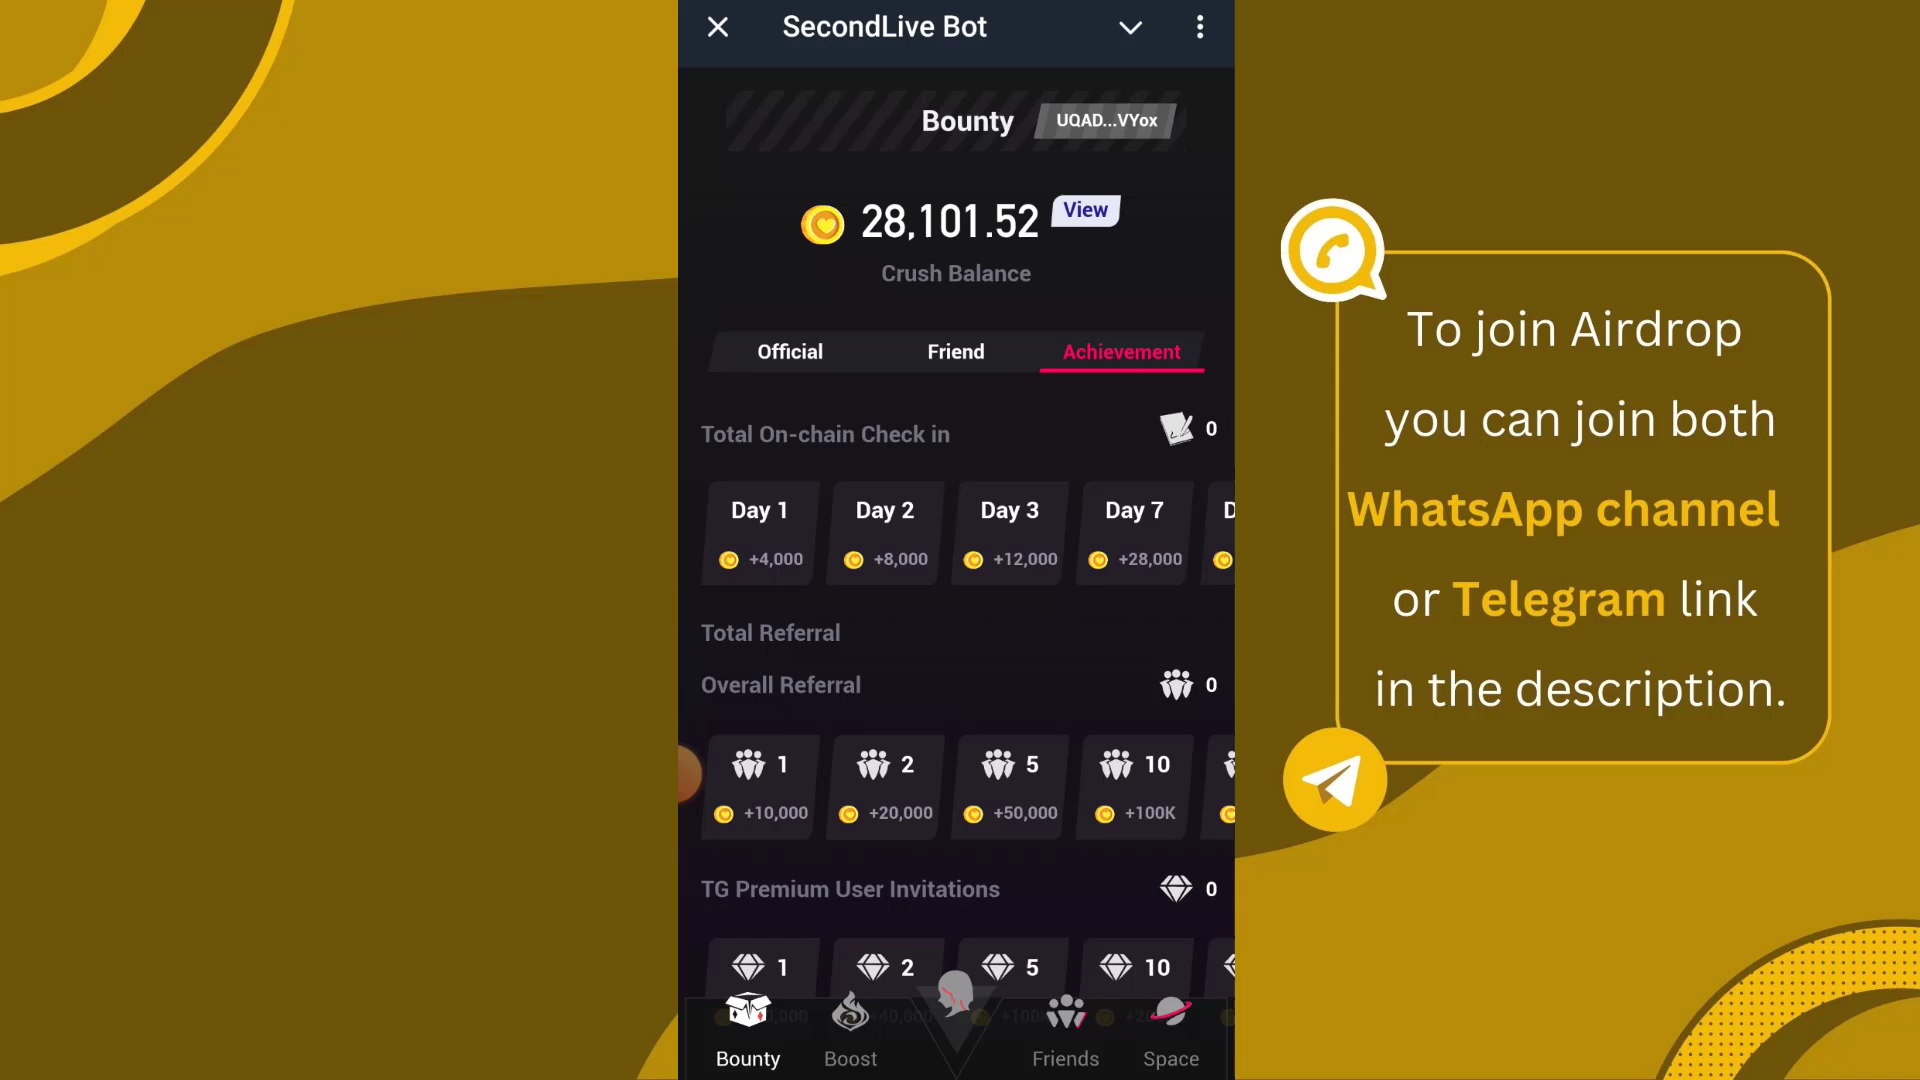 SecondLive Bot
Bounty
UQAD...VYox
28,101.52
View
Crush Balance
Official
Friend
Achievement
Total On-chain Check in
0
Day 1
Day 2
Day 3
Day 7
D
+4,000
+8,000
+12,000
+28,000
Total Referral
Overall Referral
0
1
2
5
10
+10,000
+20,000
+50,000
+100K
TG Premium User Invitations
0
1
2
5
10
Bounty
Boost
Friends
Space
To join Airdrop
you can join both
WhatsApp channel
or Telegram link
in the description.